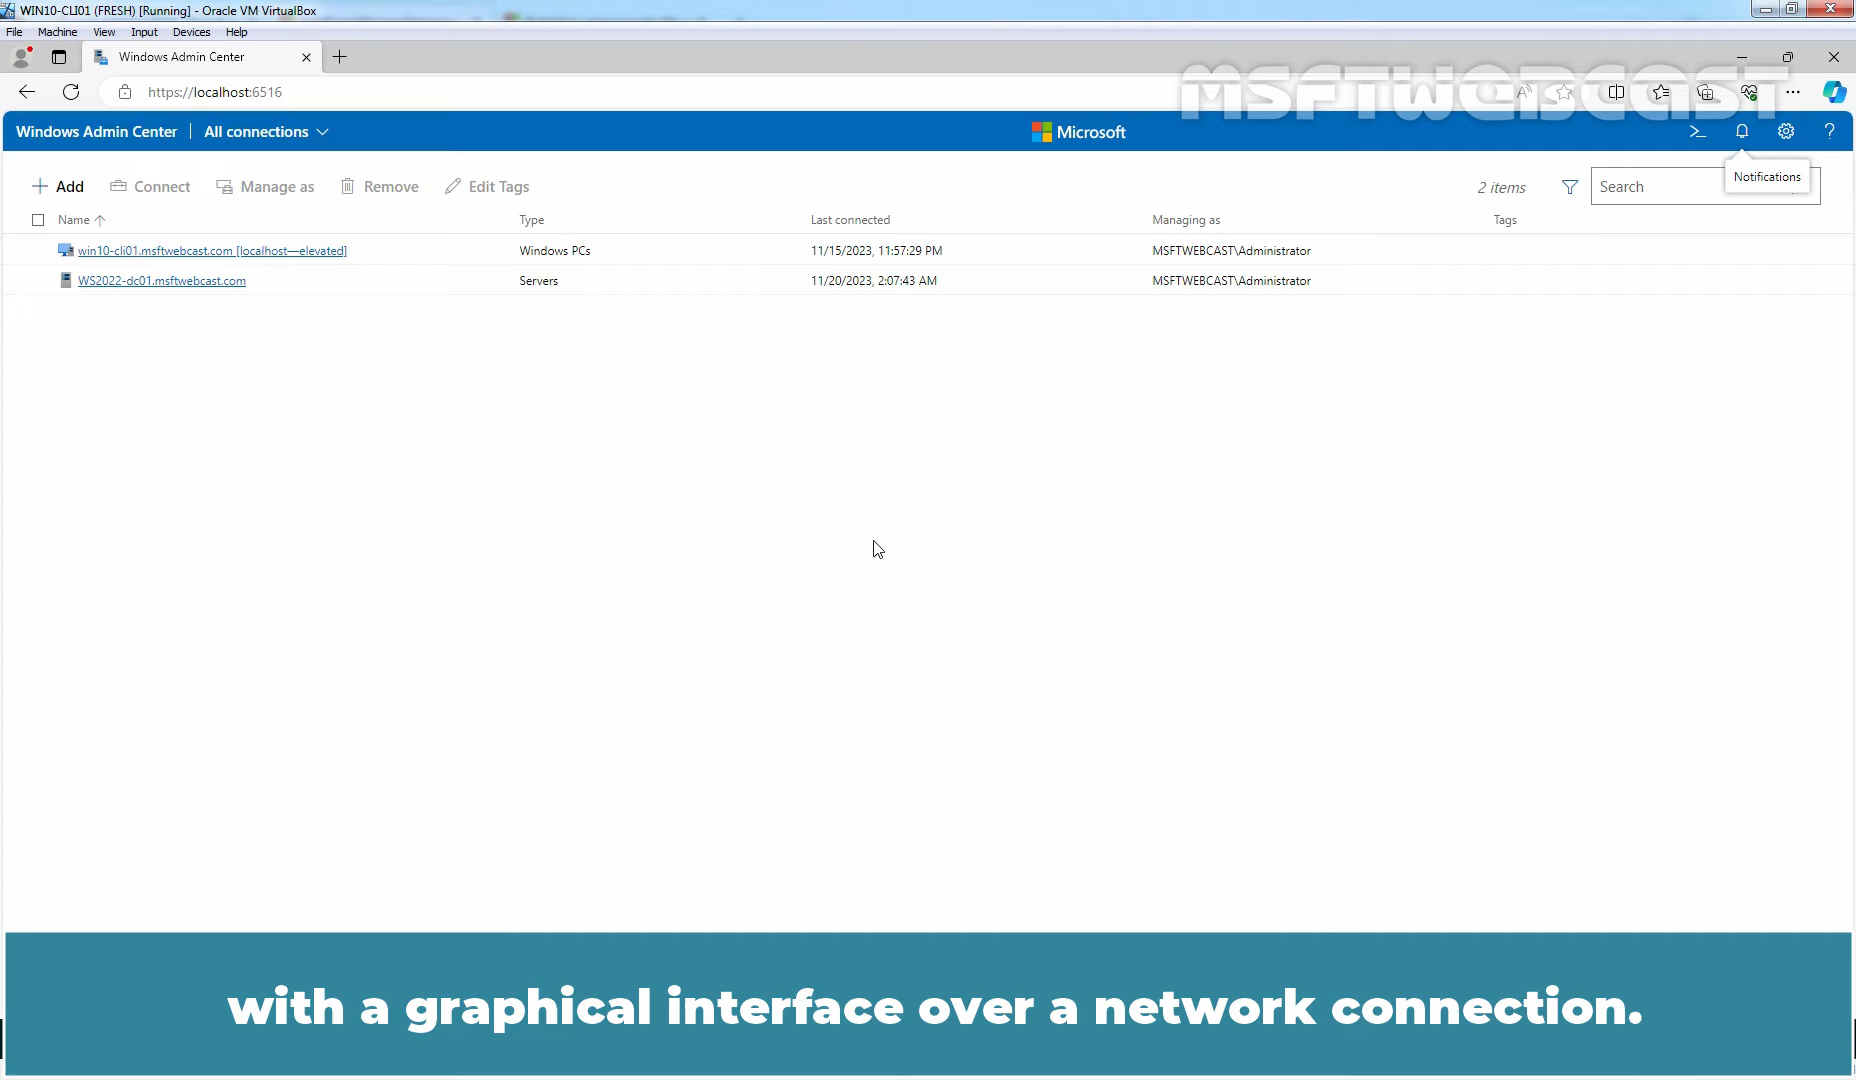 WIN10-CLI01 (FRESH) [Running] - Oracle VM VirtualBox
File Machine View Input Devices Help
Windows Admin Center
https://localhost:6516
MSFTWEBCAST
Windows Admin Center All connections Microsoft
Notifications
Add Connect Manage as Remove Edit Tags 2 items Search
Name Type Last connected Managing as Tags
win10-cli01.msftwebcast.com [localhost—elevated] Windows PCs 11/15/2023, 11:57:29 PM MSFTWEBCAST\Administrator
WS2022-dc01.msftwebcast.com Servers 11/20/2023, 2:07:43 AM MSFTWEBCAST\Administrator
with a graphical interface over a network connection.